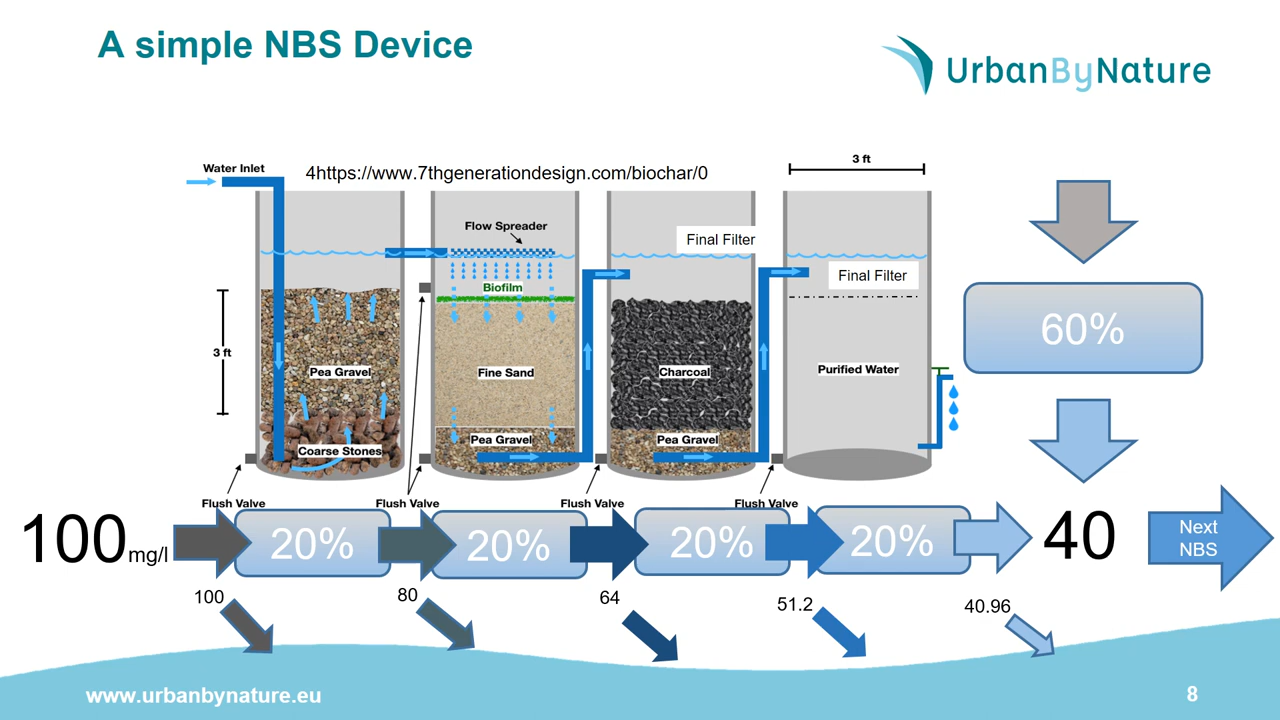 A simple NBS Device
UrbanByNature
Water Inlet
4https://www.7thgenerationdesign.com/biochar/0
3 ft
Flow Spreader
Final Filter
Final Filter
Biofilm
3 ft
Pea Gravel
Fine Sand
Charcoal
Purified Water
60%
Coarse Stones
Pea Gravel
Pea Gravel
Flush Valve
Flush Valve
Flush Valve
Flush Valve
100 mg/l
20%
20%
20%
20%
40
Next
NBS
100
80
64
51.2
40.96
www.urbanbynature.eu
8